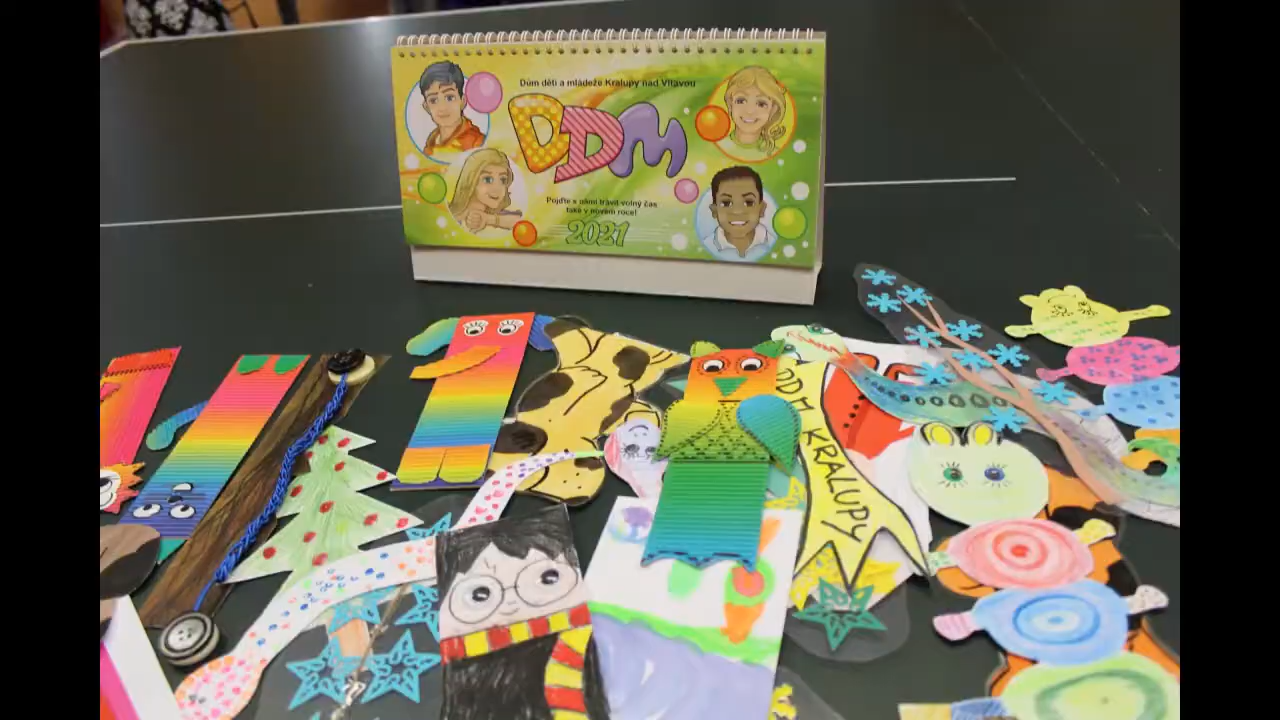 Dům dětí a mládeže Kralupy nad Vltavou
DDM
Pojďte s námi trávit volný čas
také v novém roce!
2021
DDM KRALUPY